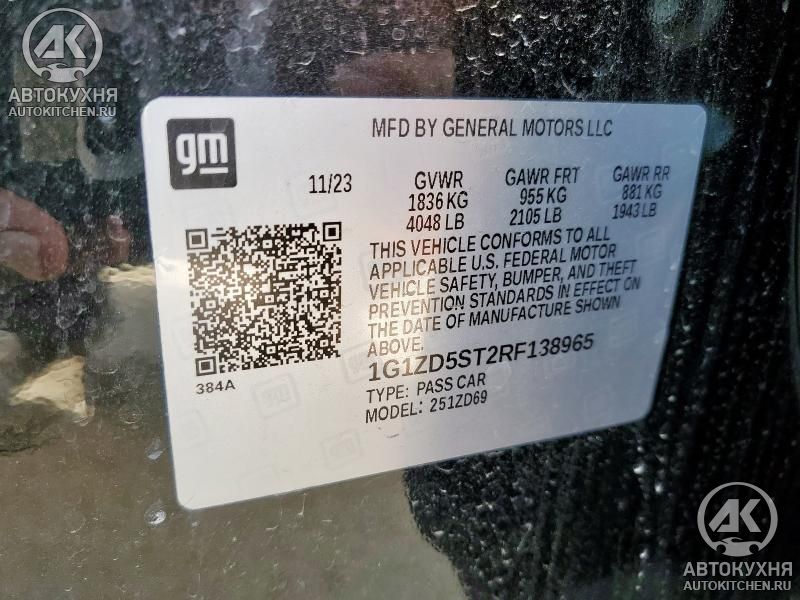 АК
АВТОКУХНЯ
AUTOKITCHEN.RU
gm
MFD BY GENERAL MOTORS LLC
11/23
GVWR GAWR FRT GAWR RR
1836 KG 955 KG 881 KG
4048 LB 2105 LB 1943 LB
THIS VEHICLE CONFORMS TO ALL
APPLICABLE U.S. FEDERAL MOTOR
VEHICLE SAFETY, BUMPER, AND THEFT
PREVENTION STANDARDS IN EFFECT ON
THE DATE OF MANUFACTURE SHOWN
ABOVE.
1G1ZD5ST2RF138965
384A
TYPE: PASS CAR
MODEL: 251ZD69
АК
АВТОКУХНЯ
AUTOKITCHEN.RU